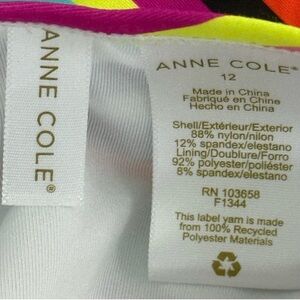 ANNE COLE®
ANNE COLE®
12
Made in China
Fabriqué en Chine
Hecho en China
Shell/Extérieur/Exterior
88% nylon/nilon
12% spandex/elastano
Lining/Doublure/Forro
92% polyester/poliéster
8% spandex/elastano
RN 103658
F1344
This label yarn is made
from 100% Recycled
Polyester Materials